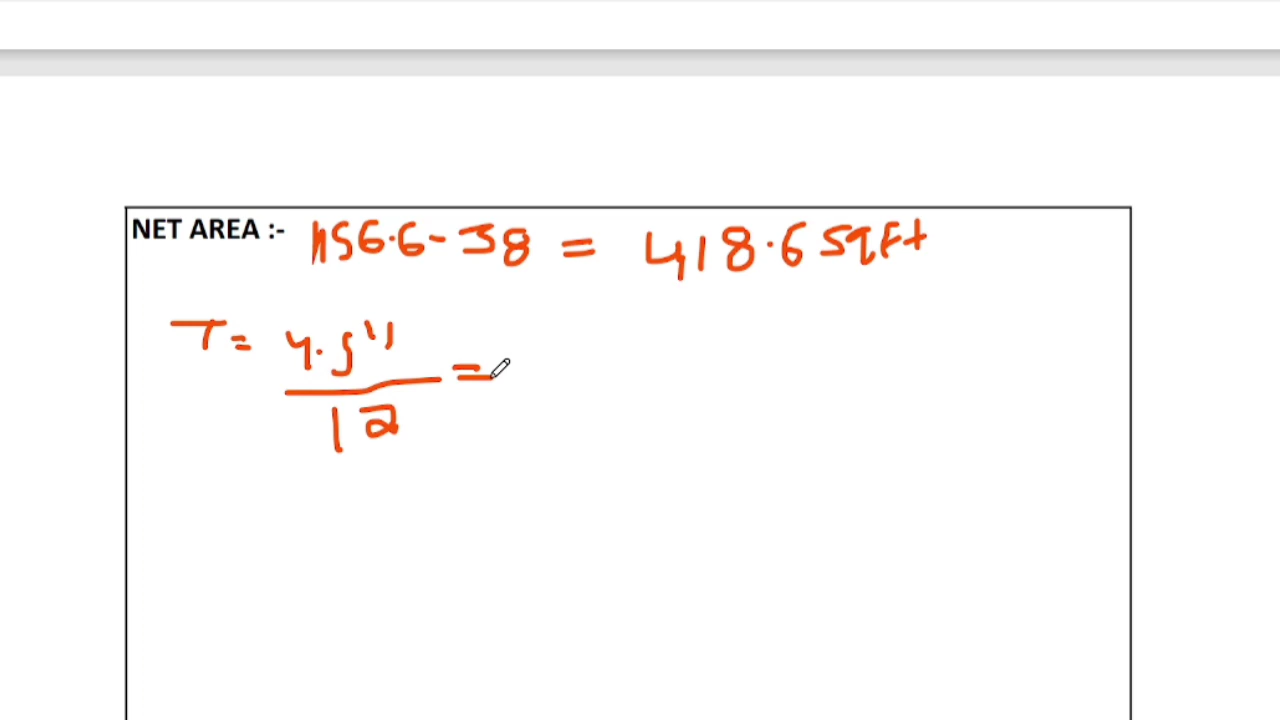 NET AREA :- 456.6-38 = 418.6 SqFt
T = 4.5"
12
=